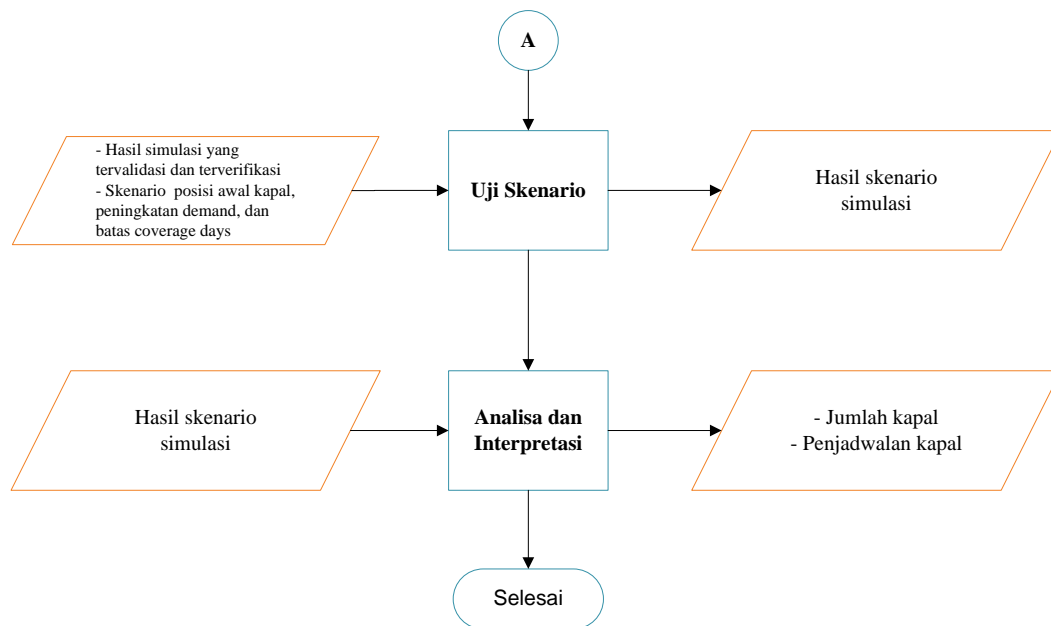 A
- Hasil simulasi yang
tervalidasi dan terverifikasi
- Skenario posisi awal kapal,
peningkatan demand, dan
batas coverage days
Uji Skenario
Hasil skenario
simulasi
Hasil skenario
simulasi
Analisa dan
Interpretasi
- Jumlah kapal
- Penjadwalan kapal
Selesai